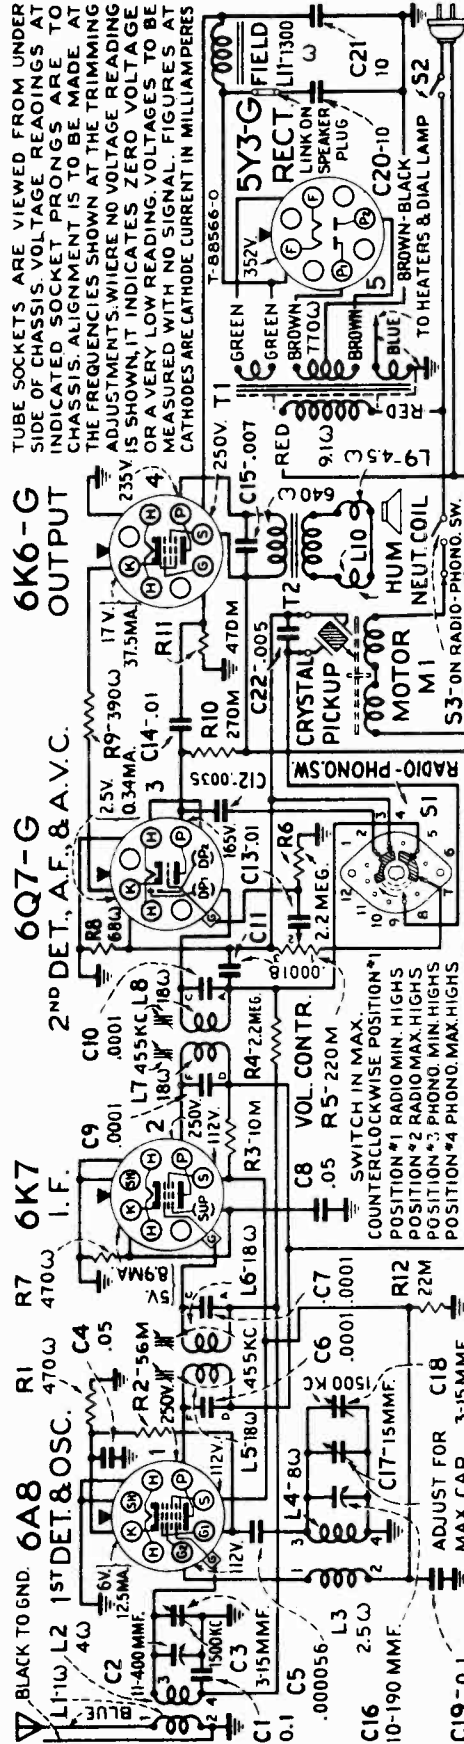 TUBE SOCKETS ARE VIEWED FROM UNDER
SIDE OF CHASSIS. VOLTAGE READINGS AT
INDICATED SOCKET PRONGS ARE TO
CHASSIS. ALIGNMENT IS TO BE MADE AT
THE FREQUENCIES SHOWN AT THE TRIMMING
ADJUSTMENTS. WHERE NO VOLTAGE READING
IS SHOWN, IT INDICATES ZERO VOLTAGE
OR A VERY LOW READING. VOLTAGES TO BE
MEASURED WITH NO SIGNAL. FIGURES AT
CATHODES ARE CATHODE CURRENT IN MILLIAMPERES
6A8
1ST DET. & OSC.
6K7
I.F.
6Q7-G
2ND DET., A.F., & A.V.C.
6K6-G
OUTPUT
5Y3-G
RECT
T-88566-0
BLACK TO GND.
BLUE
L1-1Ω
L2
4Ω
C1
0.1
C2
11-400 MMF.
1500KC
C3
3-15MMF.
6V.
12.5MA.
R1
470Ω
C4
.05
R2-56M
250V.
112V.
112V.
C5
.000056
L3
2.5Ω
L4-8Ω
C16
10-190 MMF.
C17-15MMF.
1500 KC
C18
3-15MMF.
ADJUST FOR
MAX. CAP.
C19-0.1
R12
22M
L5-18Ω
455KC
L6-18Ω
C6
.0001
C7
.0001
R7
470Ω
8.9MA
5V.
250V.
112V.
C8
.05
R3-10M
R4-2.2MEG.
C9
.0001
L7
18Ω
455KC.
L8
18Ω
C10
.0001
C11
.00018
R8
68Ω
2.5V.
0.34MA.
165V.
C12-.0035
C13-.01
R6
2.2 MEG.
VOL. CONTR.
R5-220M
R9-390Ω
C14-.01
R10
270M
R11
470M
17V.
37.5MA.
235V.
250V.
C15-.007
640Ω
T2
C22-.005
CRYSTAL
PICKUP
MOTOR
M1
L9-4.5Ω
L10
HUM
NEUT. COIL
RADIO-PHONO. SW.
S1
S3-ON RADIO-PHONO. SW.
SWITCH IN MAX.
COUNTERCLOCKWISE POSITION #1
POSITION #1 RADIO MIN. HIGHS
POSITION #2 RADIO MAX. HIGHS
POSITION #3 PHONO. MIN. HIGHS
POSITION #4 PHONO. MAX. HIGHS
T1
RED
9.1Ω
RED
GREEN
GREEN
BROWN
770Ω
BROWN
BROWN-BLACK
BLUE
TO HEATERS & DIAL LAMP
352V.
FIELD
L11-1300
Ω
LINK ON
SPEAKER
PLUG
C20-10
C21
10
S2